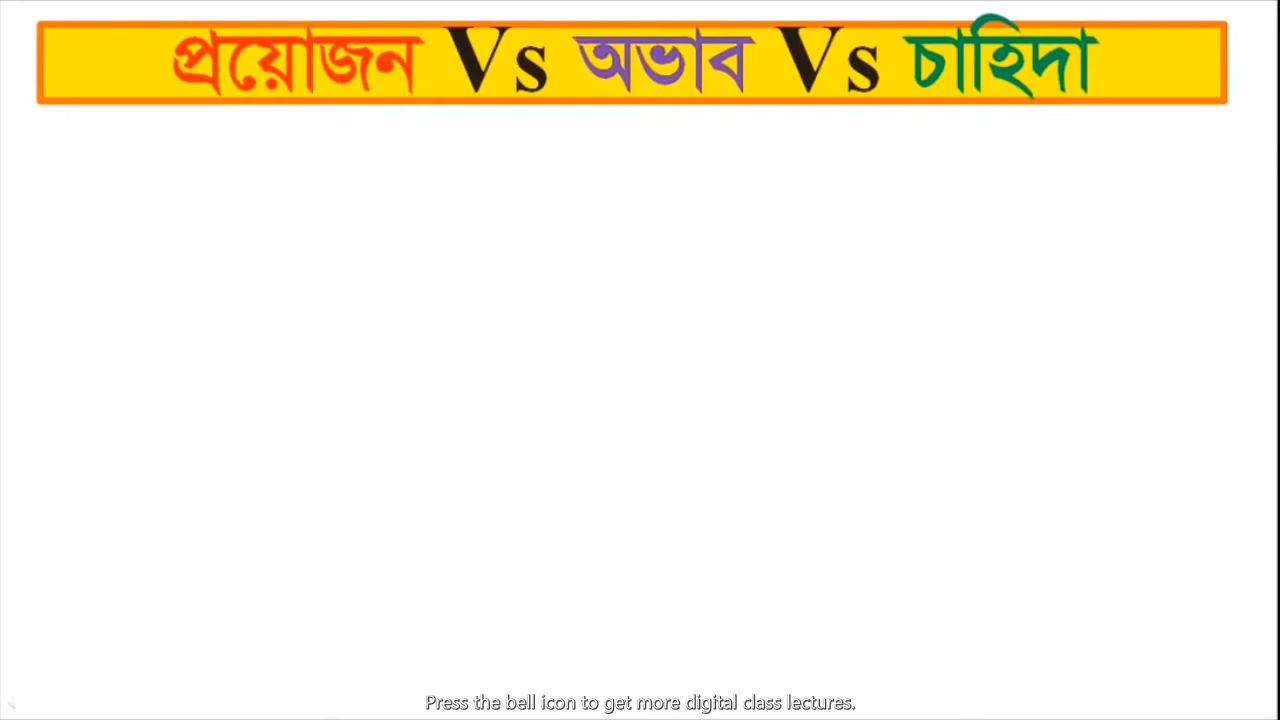 প্রয়োজন Vs অভাব Vs চাহিদা
Press the bell icon to get more digital class lectures.